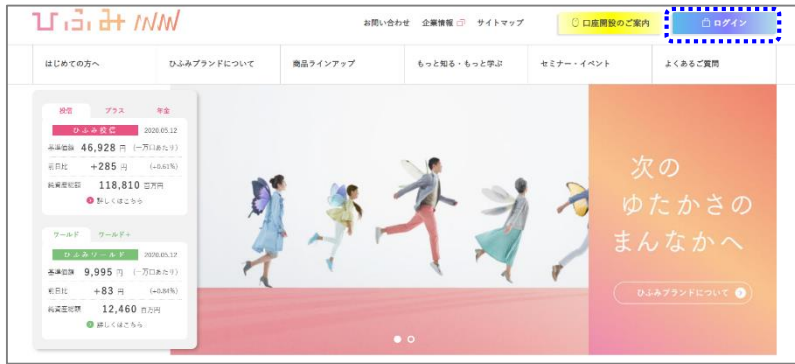 ひふみ
お問い合わせ 企業情報 サイトマップ 口座開設のご案内 ログイン
はじめての方へ ひふみブランドについて 商品ラインアップ もっと知る・もっと学ぶ セミナー・イベント よくあるご質問
投信 プラス 年金
ひふみ投信 2020.05.12
基準価額 46,928 円 (一万口あたり)
前日比 +285 円 (+0.61%)
純資産総額 118,810 百万円
詳しくはこちら
ワールド ワールド+
ひふみワールド 2020.05.12
基準価額 9,995 円 (一万口あたり)
前日比 +83 円 (+0.84%)
純資産総額 12,460 百万円
詳しくはこちら
次の
ゆたかさの
まんなかへ
ひふみブランドについて